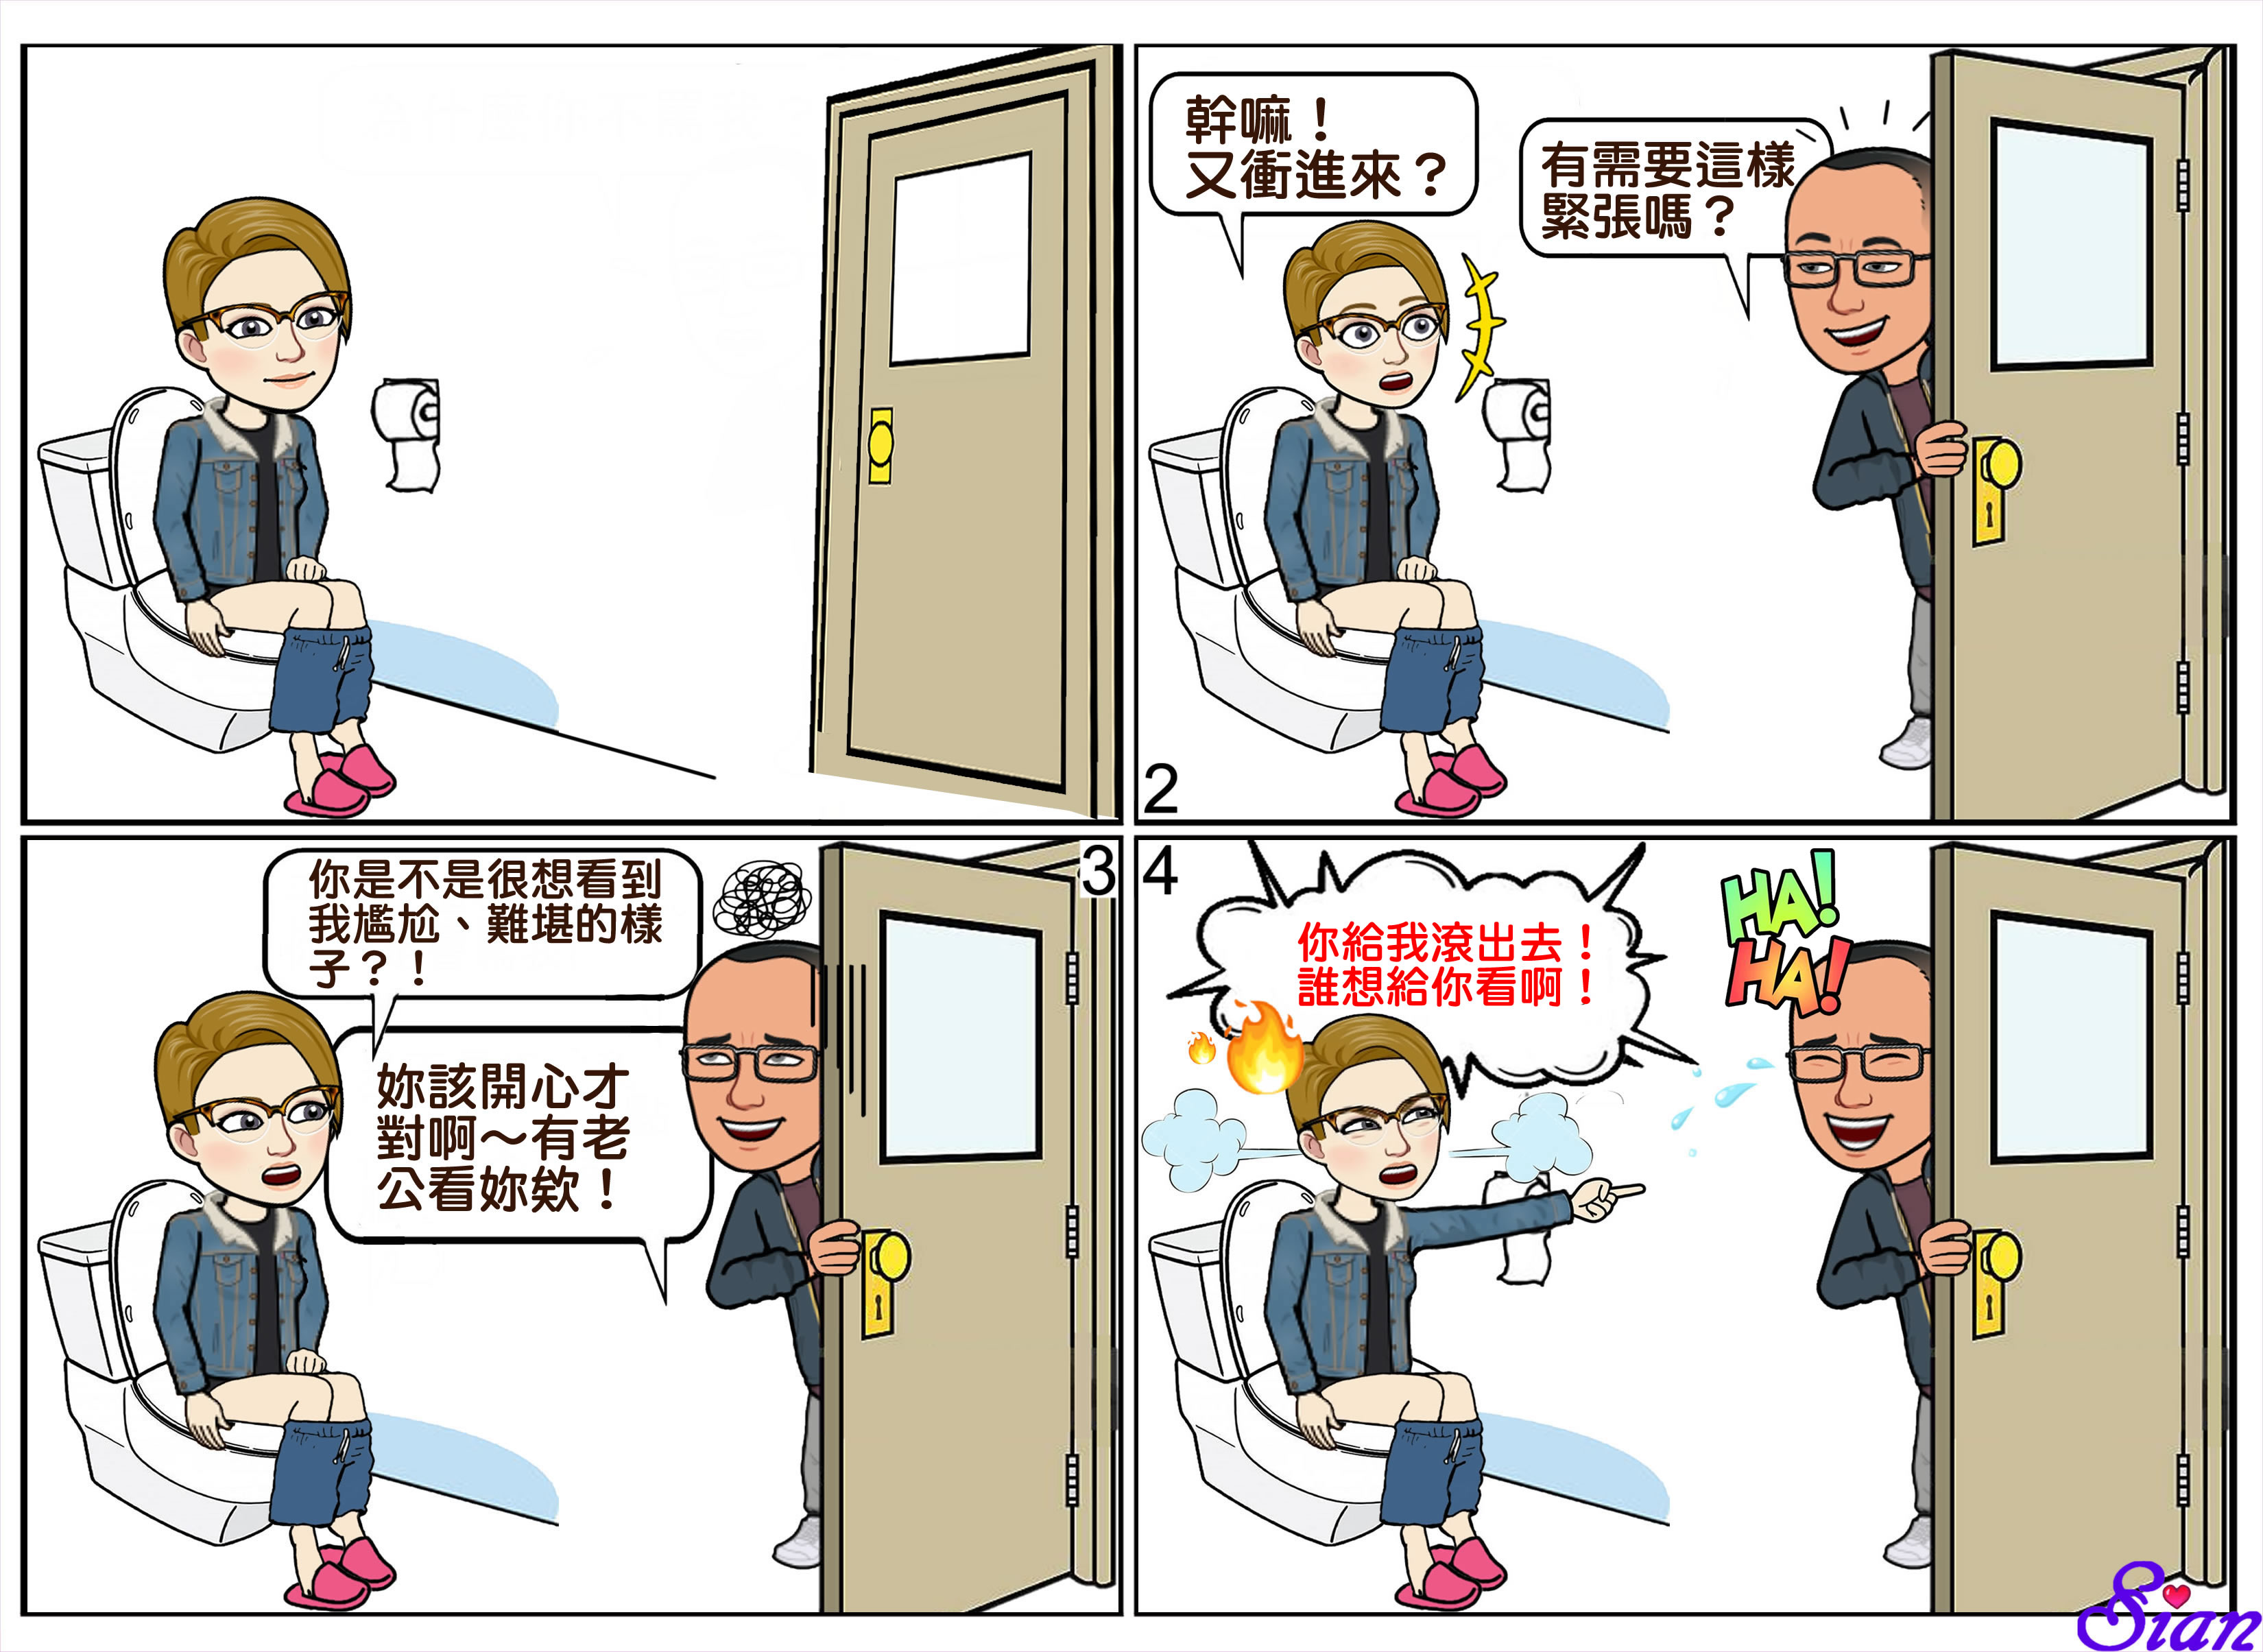 幹嘛！
又衝進來？
有需要這樣
緊張嗎？
2
3
你是不是很想看到
我尷尬、難堪的樣
子？！
妳該開心才
對啊～有老
公看妳欸！
4
你給我滾出去！
誰想給你看啊！
HA!
HA!
Sian